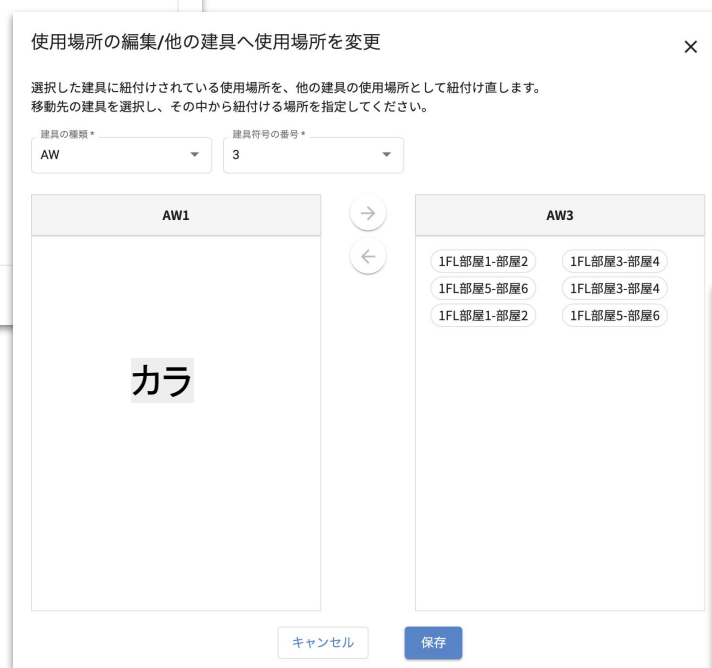 使用場所の編集/他の建具へ使用場所を変更
選択した建具に紐付けされている使用場所を、他の建具の使用場所として紐付け直します。
移動先の建具を選択し、その中から紐付ける場所を指定してください。
建具の種類 *
建具符号の番号 *
AW
3
AW1
AW3
1FL部屋1-部屋2
1FL部屋3-部屋4
1FL部屋5-部屋6
1FL部屋3-部屋4
1FL部屋1-部屋2
1FL部屋5-部屋6
カラ
キャンセル
保存